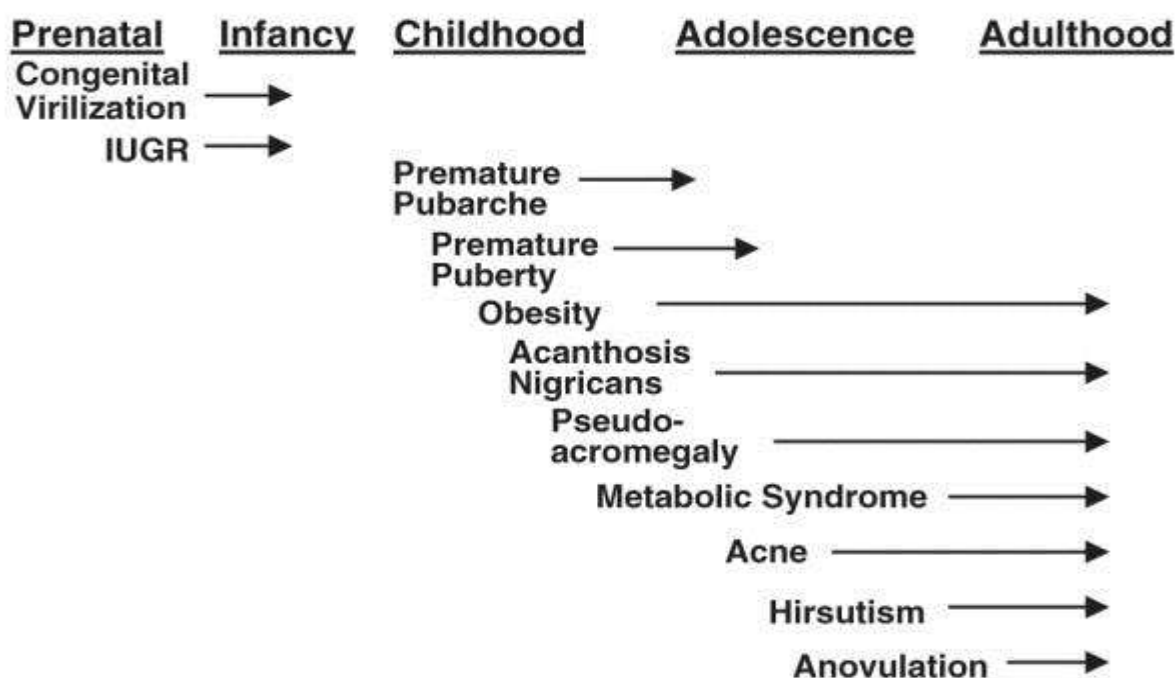 Prenatal Infancy Childhood Adolescence Adulthood
Congenital
Virilization
IUGR
Premature
Pubarche
Premature
Puberty
Obesity
Acanthosis
Nigricans
Pseudo-
acromegaly
Metabolic Syndrome
Acne
Hirsutism
Anovulation